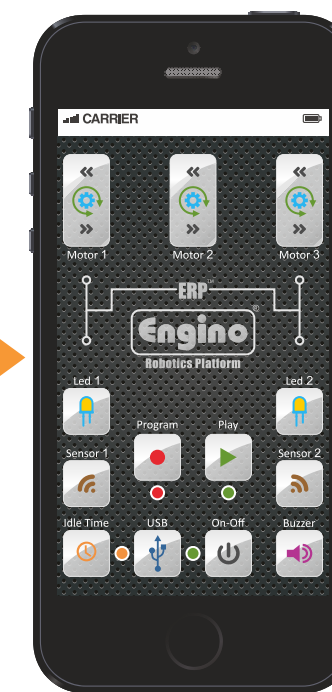 CARRIER
Motor 1 Motor 2 Motor 3
ERP™
Engino®
Robotics Platform
Led 1 Led 2
Program Play
Sensor 1 Sensor 2
Idle Time USB On-Off Buzzer